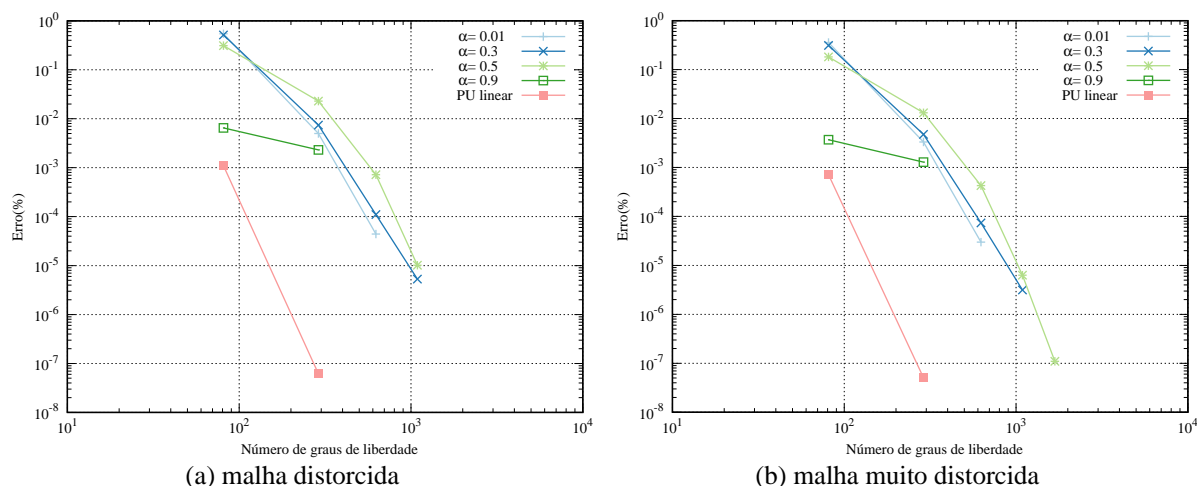 10^0
10^-1
10^-2
10^-3
10^-4
10^-5
10^-6
10^-7
10^-8
Erro(%)
α= 0.01
α= 0.3
α= 0.5
α= 0.9
PU linear
10^1 10^2 10^3 10^4
Número de graus de liberdade
(a) malha distorcida
10^0
10^-1
10^-2
10^-3
10^-4
10^-5
10^-6
10^-7
10^-8
Erro(%)
α= 0.01
α= 0.3
α= 0.5
α= 0.9
PU linear
10^1 10^2 10^3 10^4
Número de graus de liberdade
(b) malha muito distorcida